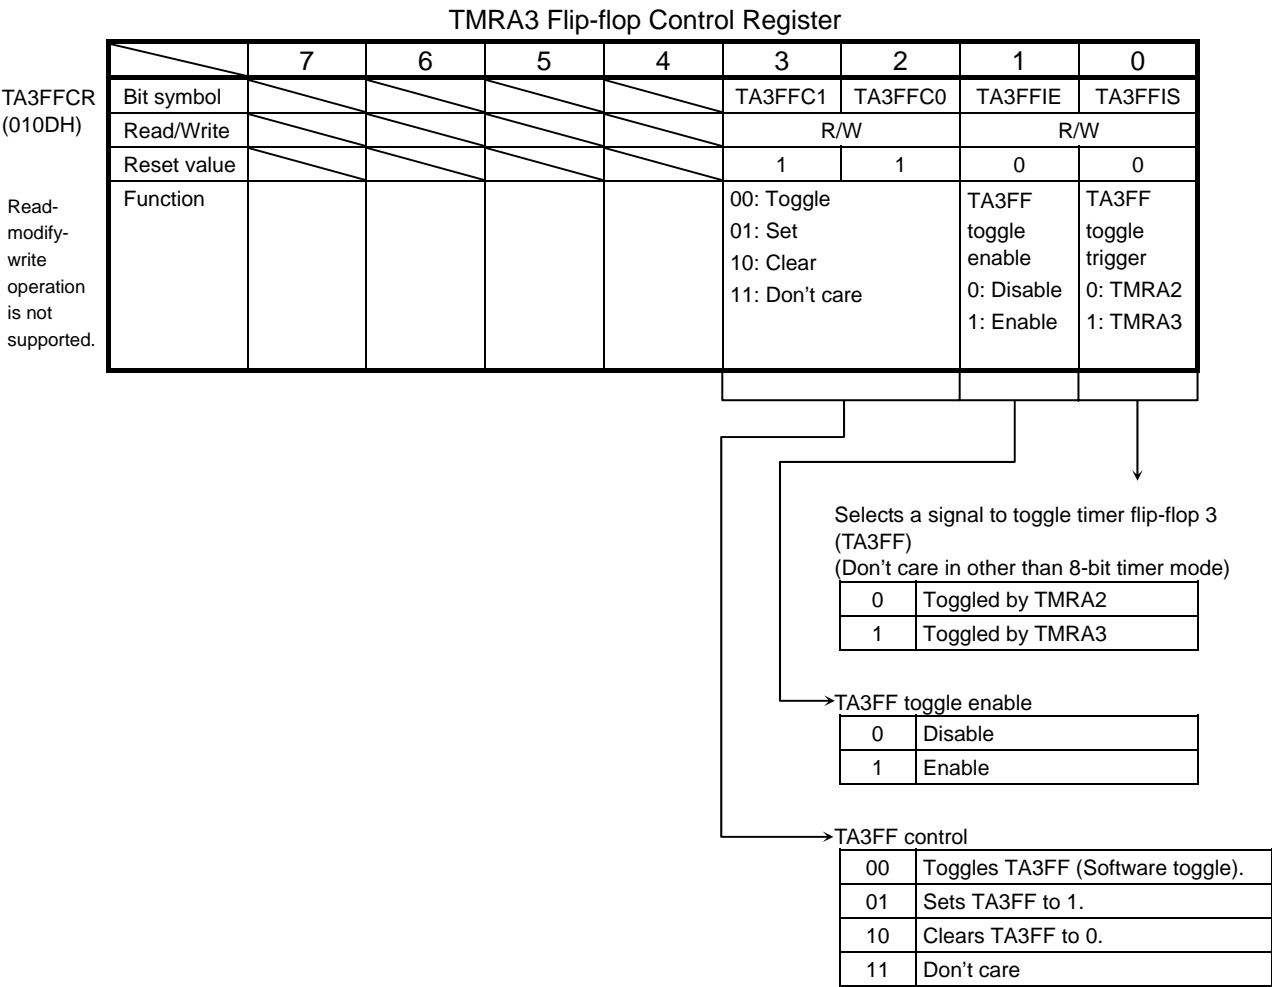 TMRA3 Flip-flop Control Register
7 6 5 4 3 2 1 0
TA3FFCR
(010DH)
Bit symbol TA3FFC1 TA3FFC0 TA3FFIE TA3FFIS
Read/Write R/W R/W
Reset value 1 1 0 0
Read-
modify-
write
operation
is not
supported.
Function
00: Toggle
01: Set
10: Clear
11: Don't care
TA3FF
toggle
enable
0: Disable
1: Enable
TA3FF
toggle
trigger
0: TMRA2
1: TMRA3
Selects a signal to toggle timer flip-flop 3
(TA3FF)
(Don't care in other than 8-bit timer mode)
0 Toggled by TMRA2
1 Toggled by TMRA3
TA3FF toggle enable
0 Disable
1 Enable
TA3FF control
00 Toggles TA3FF (Software toggle).
01 Sets TA3FF to 1.
10 Clears TA3FF to 0.
11 Don't care